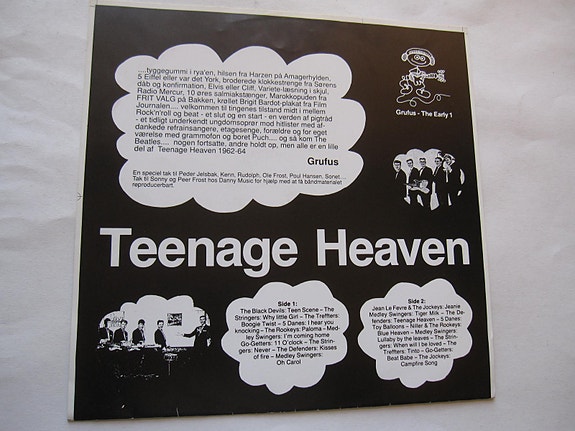 ....tyggegummi i rya'en, hilsen fra Harzen på Amagerhylden,
5 Eiffel eller var det York, broderede klokkestrenge fra Sørens
dåb og konfirmation, Elvis eller Cliff, Variete-læsning i skjul,
Radio Mercur, 10 øres salmiakstænger, Marokkopuden fra
FRIT VALG på Bakken, krøllet Brigit Bardot-plakat fra Film
Journalen.... velkommen til tingenes tilstand midt i mellem
Rock'n'roll og beat - et slut og en start - en verden af pigtråd
- et tidligt underkendt ungdomsoprør mod hitlister med af-
dankede refrainsangere, etagesenge, forældre og for eget
værelse med grammofon og boret Puch.... og så kom The
Beatles.... nogen fortsatte, andre holdt op, men alle er en lille
del af Teenage Heaven 1962-64
Grufus
En speciel tak til Peder Jelsbak, Kenn, Rudolph, Ole Frost, Poul Hansen, Sonet ...
Tak til Sonny og Peer Frost hos Danny Music for hjælp med at få båndmaterialet
reproducerbart.
Grufus - The Early 1
Teenage Heaven
Side 1:
The Black Devils: Teen Scene – The
Stringers: Why little Girl – The Trefters:
Boogie Twist – 5 Danes: I hear you
knocking – The Rookeys: Paloma - Med-
ley Swingers: I'm coming home
Go-Getters: 11 O'clock – The Strin-
gers: Never – The Defenders: Kisses
of fire – Medley Swingers:
Oh Carol
Side 2:
Jean Le Fevre & The Jockeys: Jeanie
Medley Swingers: Tiger Milk – The De-
fenders: Teenage Heaven – 5 Danes:
Toy Balloons – Niller & The Rookeys:
Blue Heaven – Medley Swingers:
Lullaby by the leaves – The Strin-
gers: When will I be loved – The
Trefters: Tinto – Go-Getters:
Beat Babe – The Jockeys:
Campfire Song